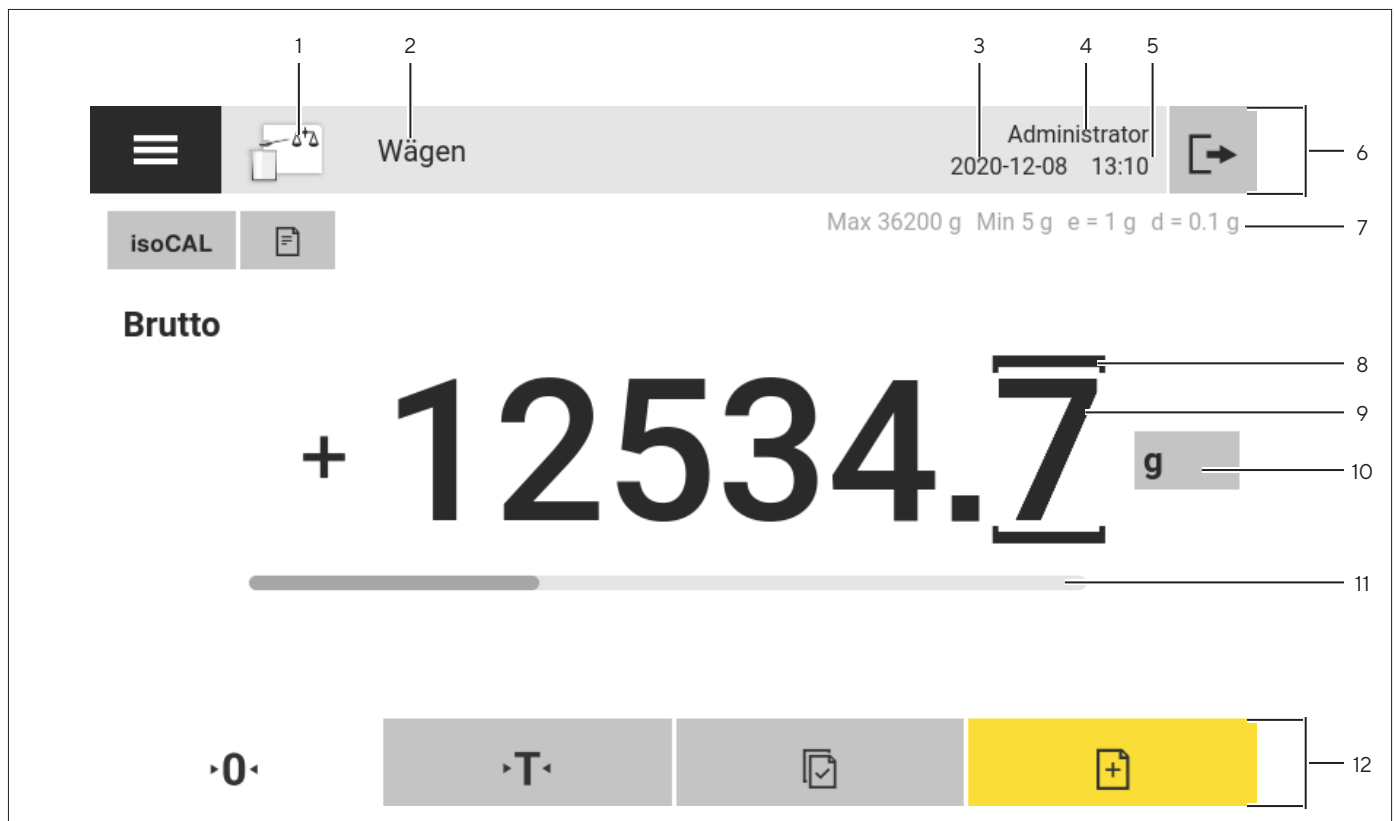 1 2 3 4 5
Wägen Administrator
2020-12-08 13:10
6
isoCAL
Max 36200 g Min 5 g e = 1 g d = 0.1 g
7
Brutto
8
+ 12534.7 g
9
10
11
0 T
12